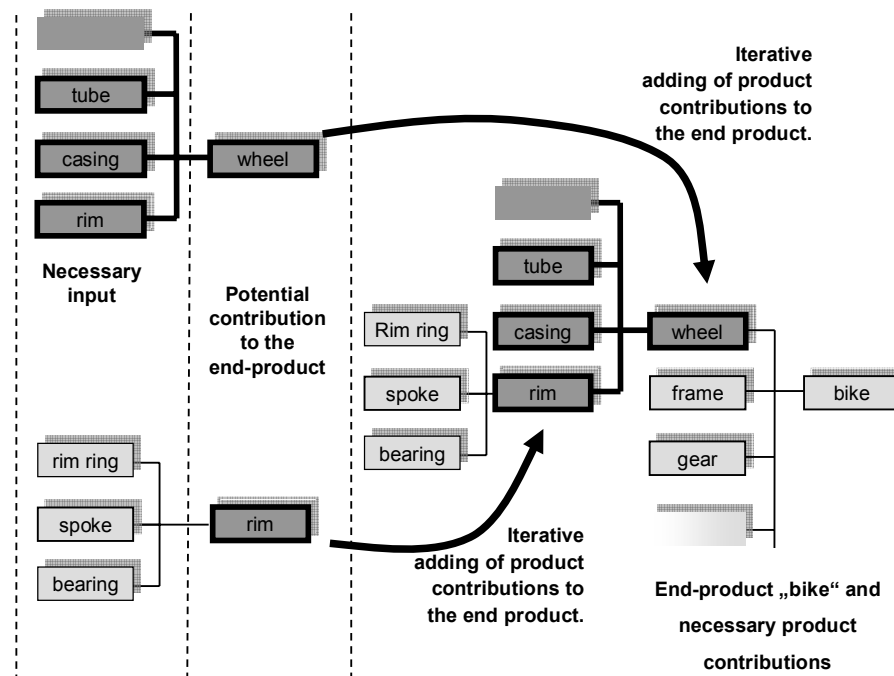 tube
casing
rim
wheel
Necessary
input
Potential
contribution
to the
end-product
rim ring
spoke
bearing
rim
Iterative
adding of product
contributions to
the end product.
tube
casing
rim
Rim ring
spoke
bearing
wheel
frame
gear
bike
Iterative
adding of product
contributions to
the end product.
End-product „bike“ and
necessary product
contributions